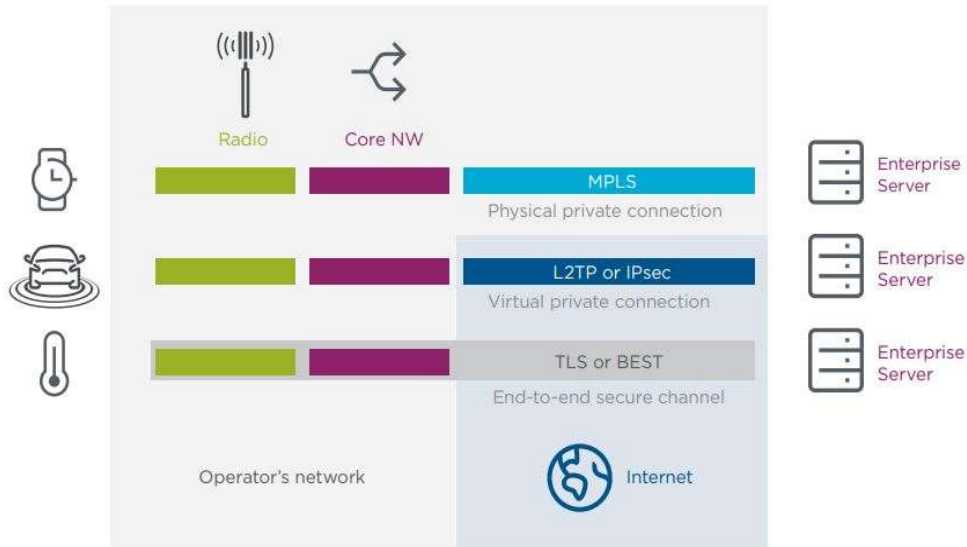 Radio
Core NW
MPLS
Physical private connection
Enterprise
Server
L2TP or IPsec
Virtual private connection
Enterprise
Server
TLS or BEST
End-to-end secure channel
Enterprise
Server
Operator's network
Internet